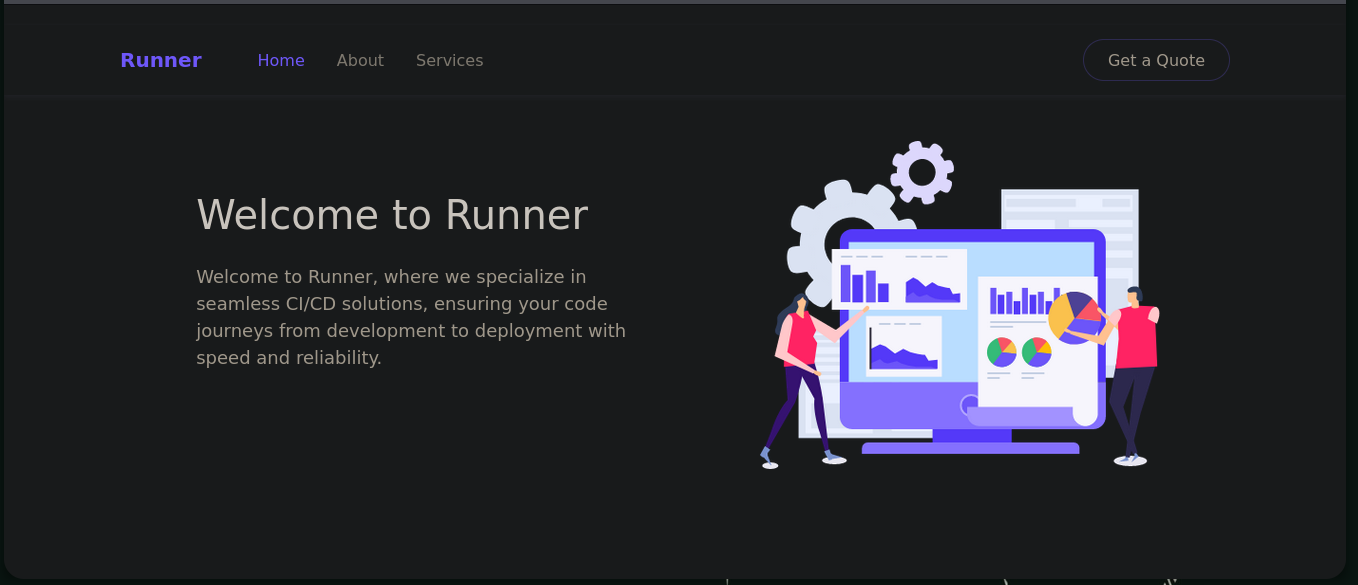 Runner
Home
About
Services
Get a Quote
Welcome to Runner
Welcome to Runner, where we specialize in
seamless CI/CD solutions, ensuring your code
journeys from development to deployment with
speed and reliability.